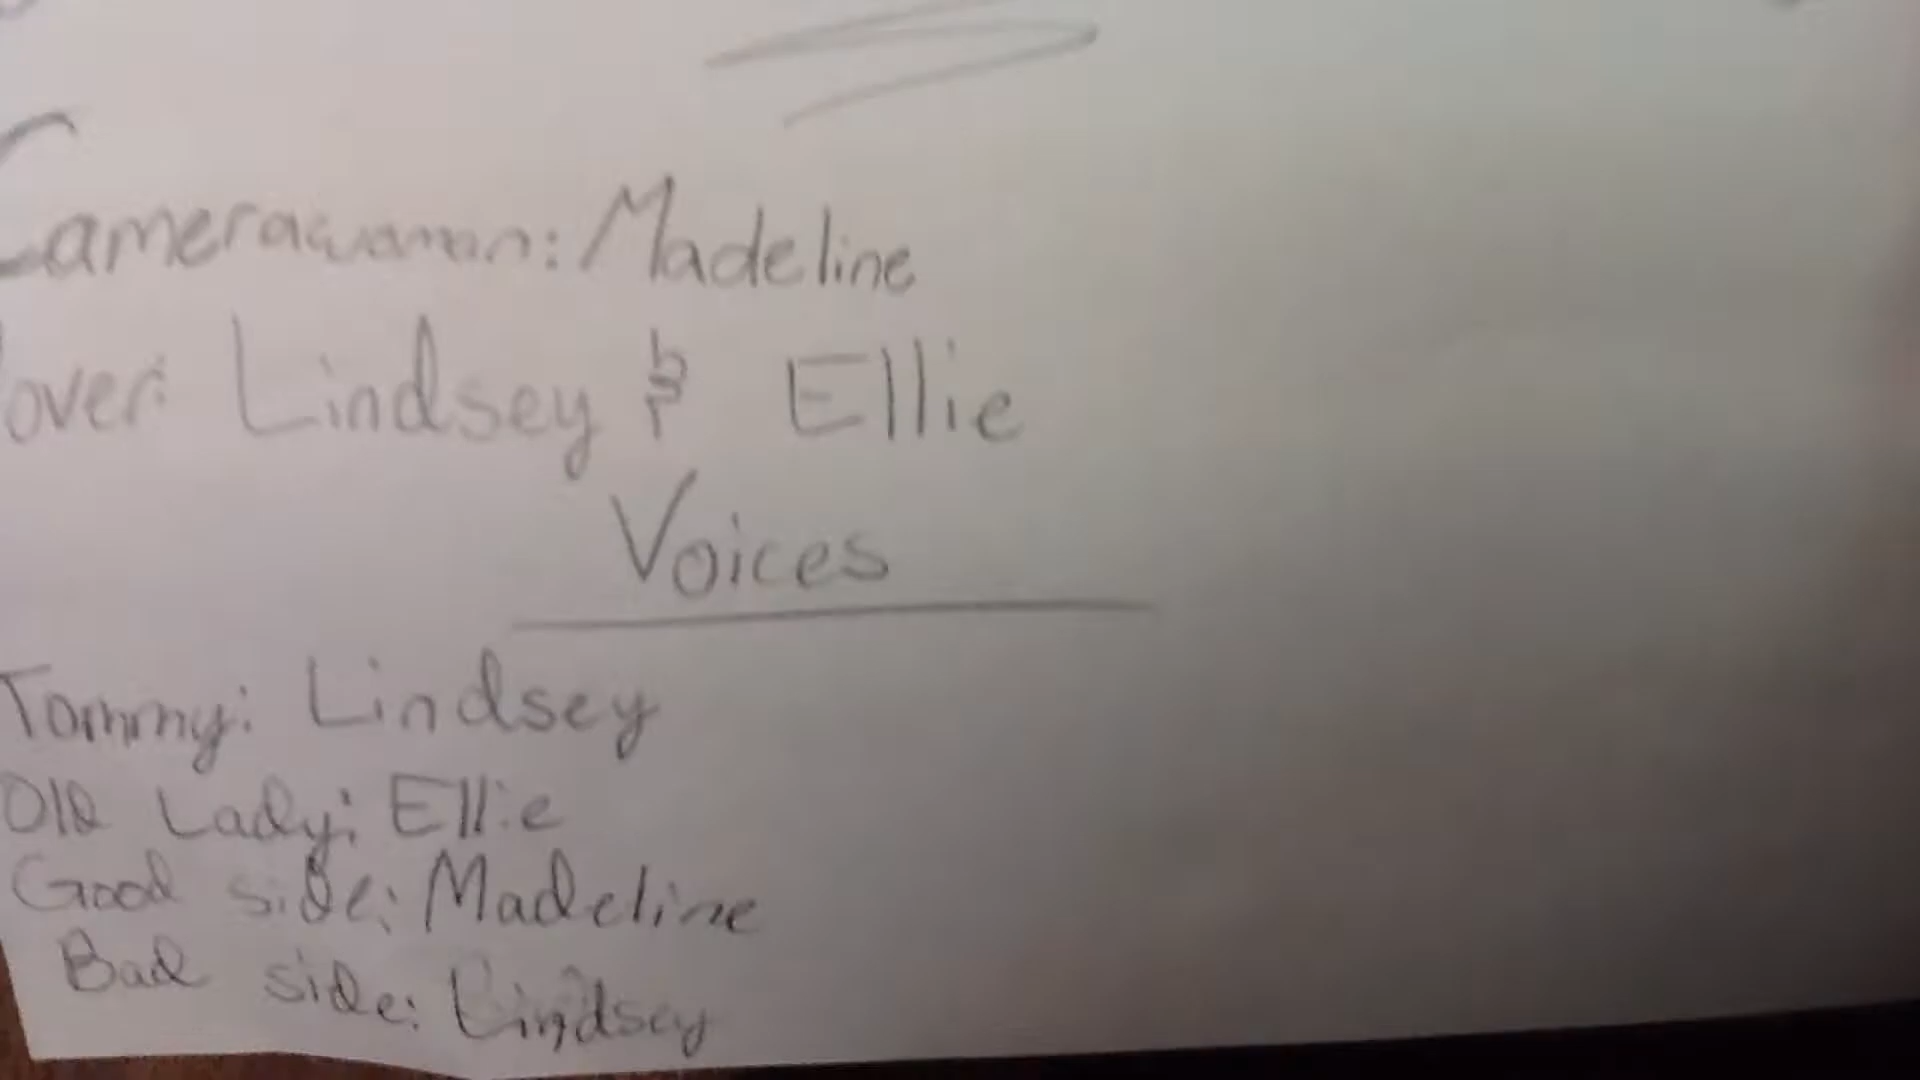 Camerawoman: Madeline
over: Lindsey & Ellie
Voices
Tommy: Lindsey
Old Lady: Ellie
Good side: Madeline
Bad side: Lindsey